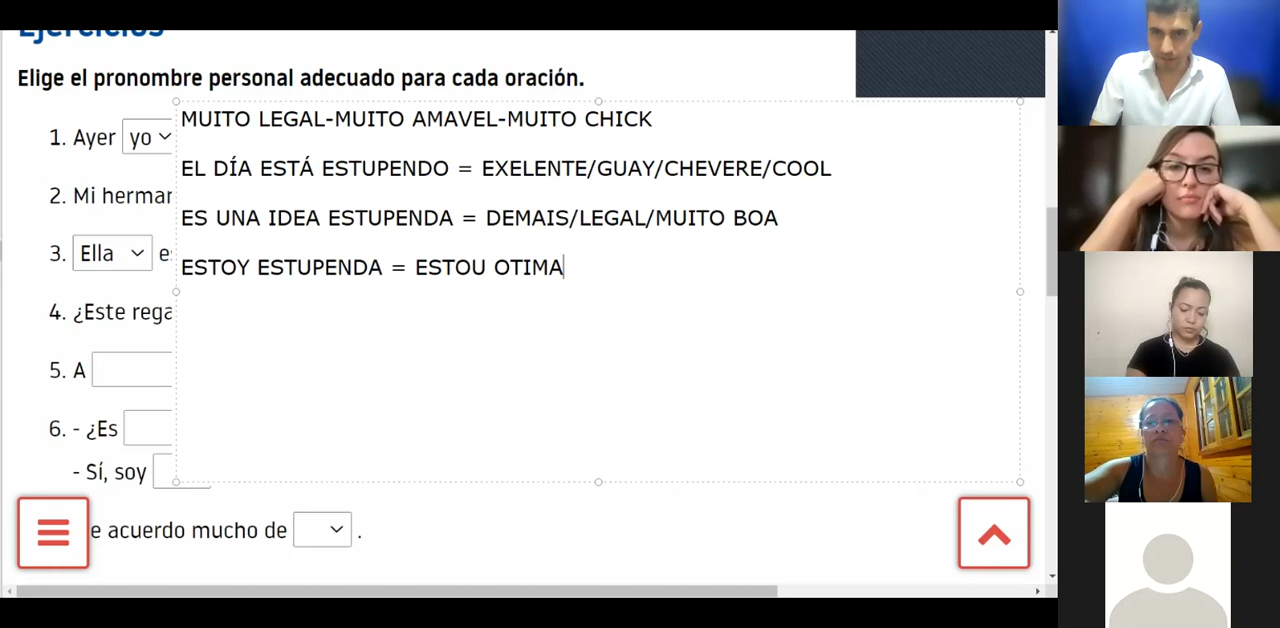 Ejercicios
Elige el pronombre personal adecuado para cada oración.
1. Ayer yo
2. Mi herman
3. Ella e
4. ¿Este rega
5. A
6. - ¿Es
- Sí, soy
e acuerdo mucho de .
MUITO LEGAL-MUITO AMAVEL-MUITO CHICK
EL DÍA ESTÁ ESTUPENDO = EXELENTE/GUAY/CHEVERE/COOL
ES UNA IDEA ESTUPENDA = DEMAIS/LEGAL/MUITO BOA
ESTOY ESTUPENDA = ESTOU OTIMA